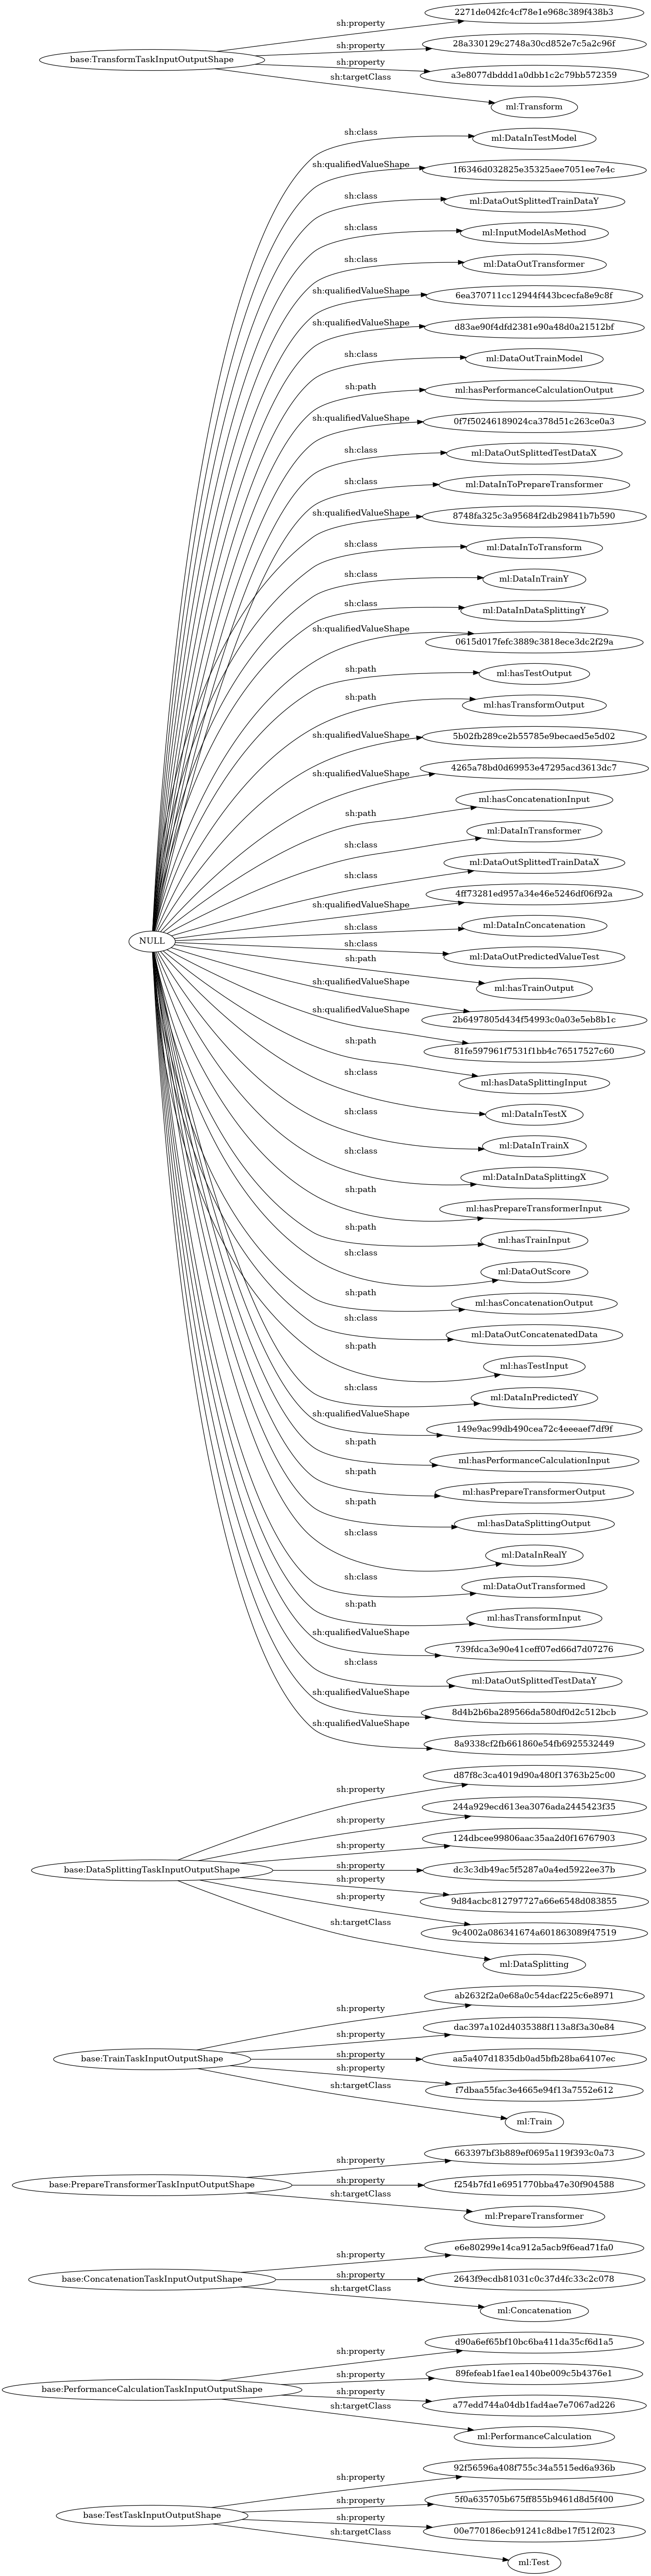 sh:property 2271de042fc4cf78e1e968c389f438b3
sh:property 28a330129c2748a30cd852e7c5a2c96f
base:TransformTaskInputOutputShape
sh:property a3e8077dbddd1a0dbb1c2c79bb572359
sh:targetClass ml:Transform
sh:class ml:DataInTestModel
sh:qualifiedValueShape 1f6346d032825e35325aee7051ee7e4c
sh:class ml:DataOutSplittedTrainDataY
sh:class ml:InputModelAsMethod
sh:class ml:DataOutTransformer
sh:qualifiedValueShape 6ea370711cc12944f443bcecfa8e9c8f
sh:qualifiedValueShape d83ae90f4dfd2381e90a48d0a21512bf
sh:class ml:DataOutTrainModel
sh:path ml:hasPerformanceCalculationOutput
sh:qualifiedValueShape 0f7f50246189024ca378d51c263ce0a3
sh:class ml:DataOutSplittedTestDataX
sh:class ml:DataInToPrepareTransformer
sh:qualifiedValueShape 8748fa325c3a95684f2db29841b7b590
sh:class ml:DataInToTransform
sh:class ml:DataInTrainY
sh:class ml:DataInDataSplittingY
sh:qualifiedValueShape 0615d017fefc3889c3818ece3dc2f29a
sh:path ml:hasTestOutput
sh:path ml:hasTransformOutput
sh:qualifiedValueShape 5b02fb289ce2b55785e9becaed5e5d02
sh:qualifiedValueShape 4265a78bd0d69953e47295acd3613dc7
sh:path ml:hasConcatenationInput
sh:class ml:DataInTransformer
sh:class ml:DataOutSplittedTrainDataX
sh:qualifiedValueShape 4ff73281ed957a34e46e5246df06f92a
sh:class ml:DataInConcatenation
NULL
sh:class ml:DataOutPredictedValueTest
sh:path ml:hasTrainOutput
sh:qualifiedValueShape 2b6497805d434f54993c0a03e5eb8b1c
sh:qualifiedValueShape 81fe597961f7531f1bb4c76517527c60
sh:path ml:hasDataSplittingInput
sh:class ml:DataInTestX
sh:class ml:DataInTrainX
sh:class ml:DataInDataSplittingX
sh:path ml:hasPrepareTransformerInput
sh:path ml:hasTrainInput
sh:class ml:DataOutScore
sh:path ml:hasConcatenationOutput
sh:class ml:DataOutConcatenatedData
sh:path ml:hasTestInput
sh:class ml:DataInPredictedY
sh:qualifiedValueShape 149e9ac99db490cea72c4eeeaef7df9f
sh:path ml:hasPerformanceCalculationInput
sh:path ml:hasPrepareTransformerOutput
sh:path ml:hasDataSplittingOutput
sh:class ml:DataInRealY
sh:class ml:DataOutTransformed
sh:path ml:hasTransformInput
sh:qualifiedValueShape 739fdca3e90e41ceff07ed66d7d07276
sh:class ml:DataOutSplittedTestDataY
sh:qualifiedValueShape 8d4b2b6ba289566da580df0d2c512bcb
sh:qualifiedValueShape 8a9338cf2fb661860e54fb6925532449
sh:property d87f8c3ca4019d90a480f13763b25c00
sh:property 244a929ecd613ea3076ada2445423f35
sh:property 124dbcee99806aac35aa2d0f16767903
base:DataSplittingTaskInputOutputShape sh:property dc3c3db49ac5f5287a0a4ed5922ee37b
sh:property 9d84acbc812797727a66e6548d083855
sh:property 9c4002a086341674a601863089f47519
sh:targetClass ml:DataSplitting
sh:property ab2632f2a0e68a0c54dacf225c6e8971
sh:property dac397a102d4035388f113a8f3a30e84
base:TrainTaskInputOutputShape sh:property aa5a407d1835db0ad5bfb28ba64107ec
sh:property f7dbaa55fac3e4665e94f13a7552e612
sh:targetClass ml:Train
sh:property 663397bf3b889ef0695a119f393c0a73
base:PrepareTransformerTaskInputOutputShape sh:property f254b7fd1e6951770bba47e30f904588
sh:targetClass ml:PrepareTransformer
sh:property e6e80299e14ca912a5acb9f6ead71fa0
base:ConcatenationTaskInputOutputShape sh:property 2643f9ecdb81031c0c37d4fc33c2c078
sh:targetClass ml:Concatenation
sh:property d90a6ef65bf10bc6ba411da35cf6d1a5
sh:property 89fefeab1fae1ea140be009c5b4376e1
base:PerformanceCalculationTaskInputOutputShape
sh:property a77edd744a04db1fad4ae7e7067ad226
sh:targetClass ml:PerformanceCalculation
sh:property 92f56596a408f755c34a5515ed6a936b
sh:property 5f0a635705b675ff855b9461d8d5f400
base:TestTaskInputOutputShape
sh:property 00e770186ecb91241c8dbe17f512f023
sh:targetClass ml:Test